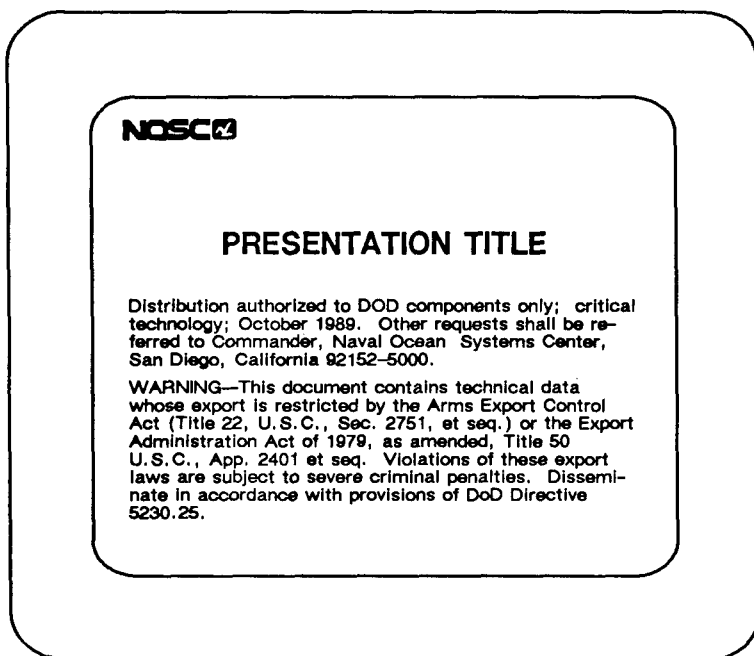 NOSC
PRESENTATION TITLE
Distribution authorized to DOD components only; critical
technology; October 1989. Other requests shall be re-
ferred to Commander, Naval Ocean Systems Center,
San Diego, California 92152-5000.
WARNING—This document contains technical data
whose export is restricted by the Arms Export Control
Act (Title 22, U.S.C., Sec. 2751, et seq.) or the Export
Administration Act of 1979, as amended, Title 50
U.S.C., App. 2401 et seq. Violations of these export
laws are subject to severe criminal penalties. Dissemi-
nate in accordance with provisions of DoD Directive
5230.25.